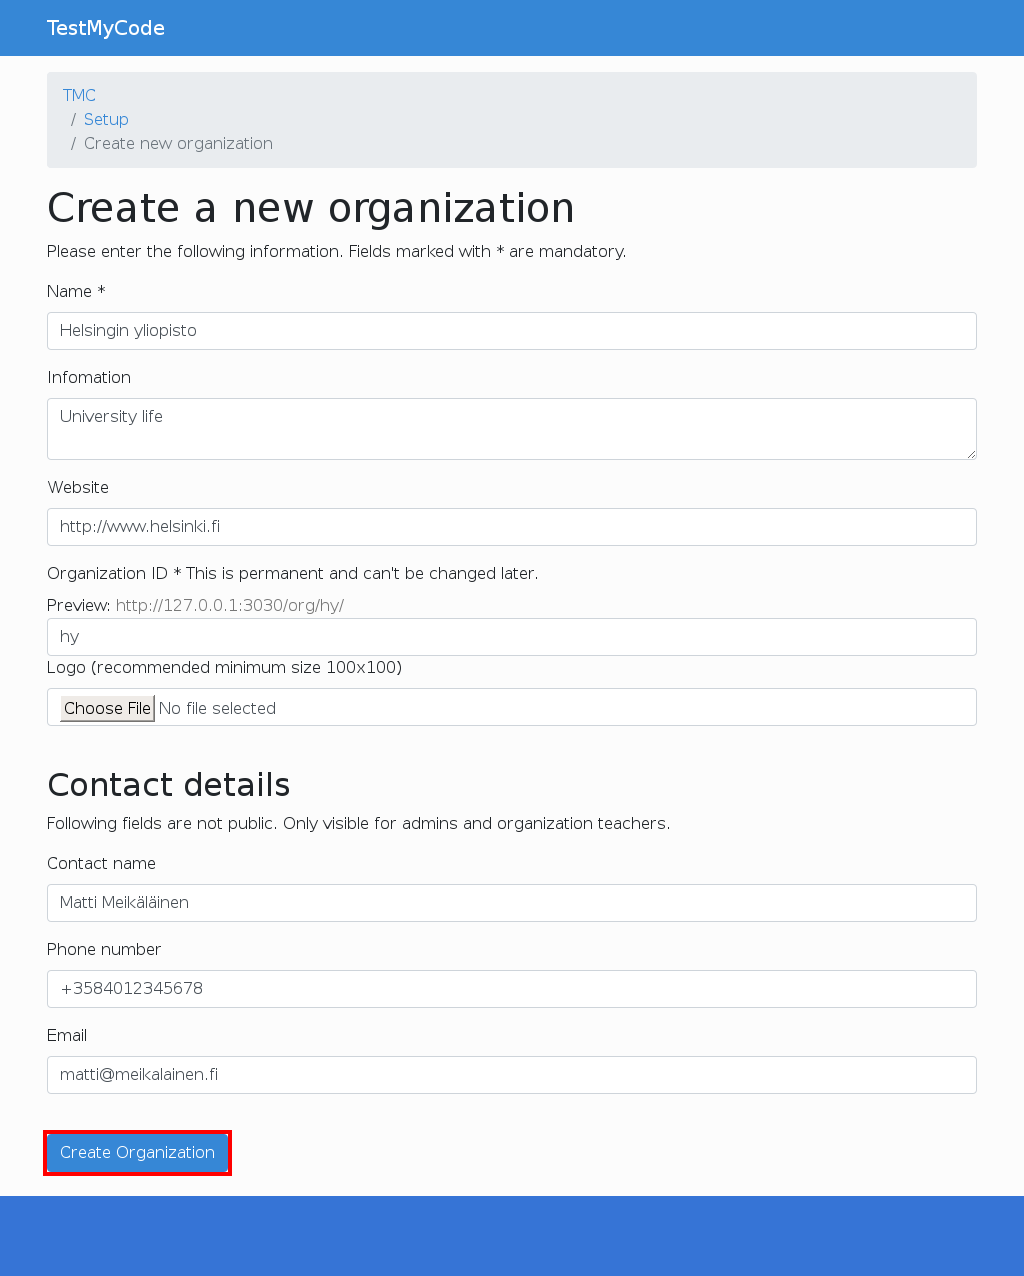 TestMyCode
TMC
/ Setup
/ Create new organization
Create a new organization
Please enter the following information. Fields marked with * are mandatory.
Name *
Helsingin yliopisto
Infomation
University life
Website
http://www.helsinki.fi
Organization ID * This is permanent and can't be changed later.
Preview: http://127.0.0.1:3030/org/hy/
hy
Logo (recommended minimum size 100x100)
Choose File No file selected
Contact details
Following fields are not public. Only visible for admins and organization teachers.
Contact name
Matti Meikäläinen
Phone number
+3584012345678
Email
matti@meikalainen.fi
Create Organization